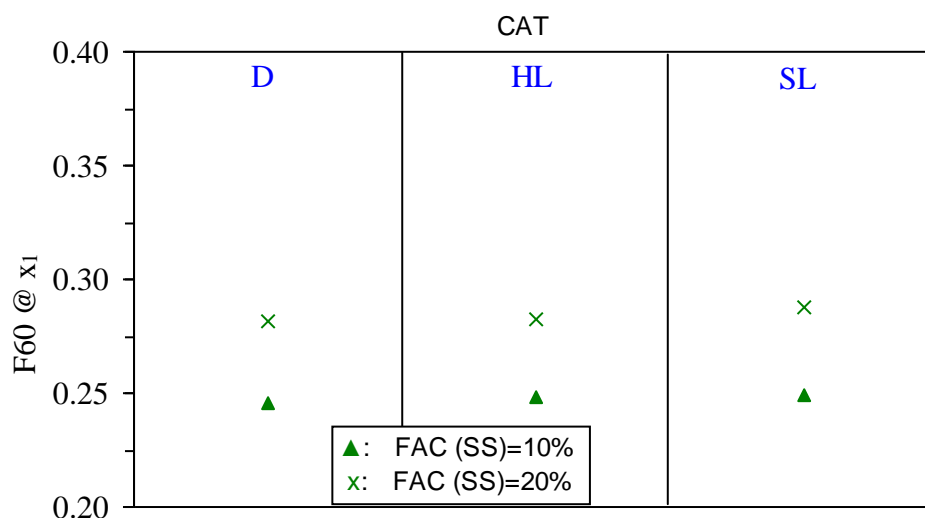 CAT
0.40
D HL SL
0.35
0.30
F60 @ x₁
0.25
▲: FAC (SS)=10%
x: FAC (SS)=20%
0.20